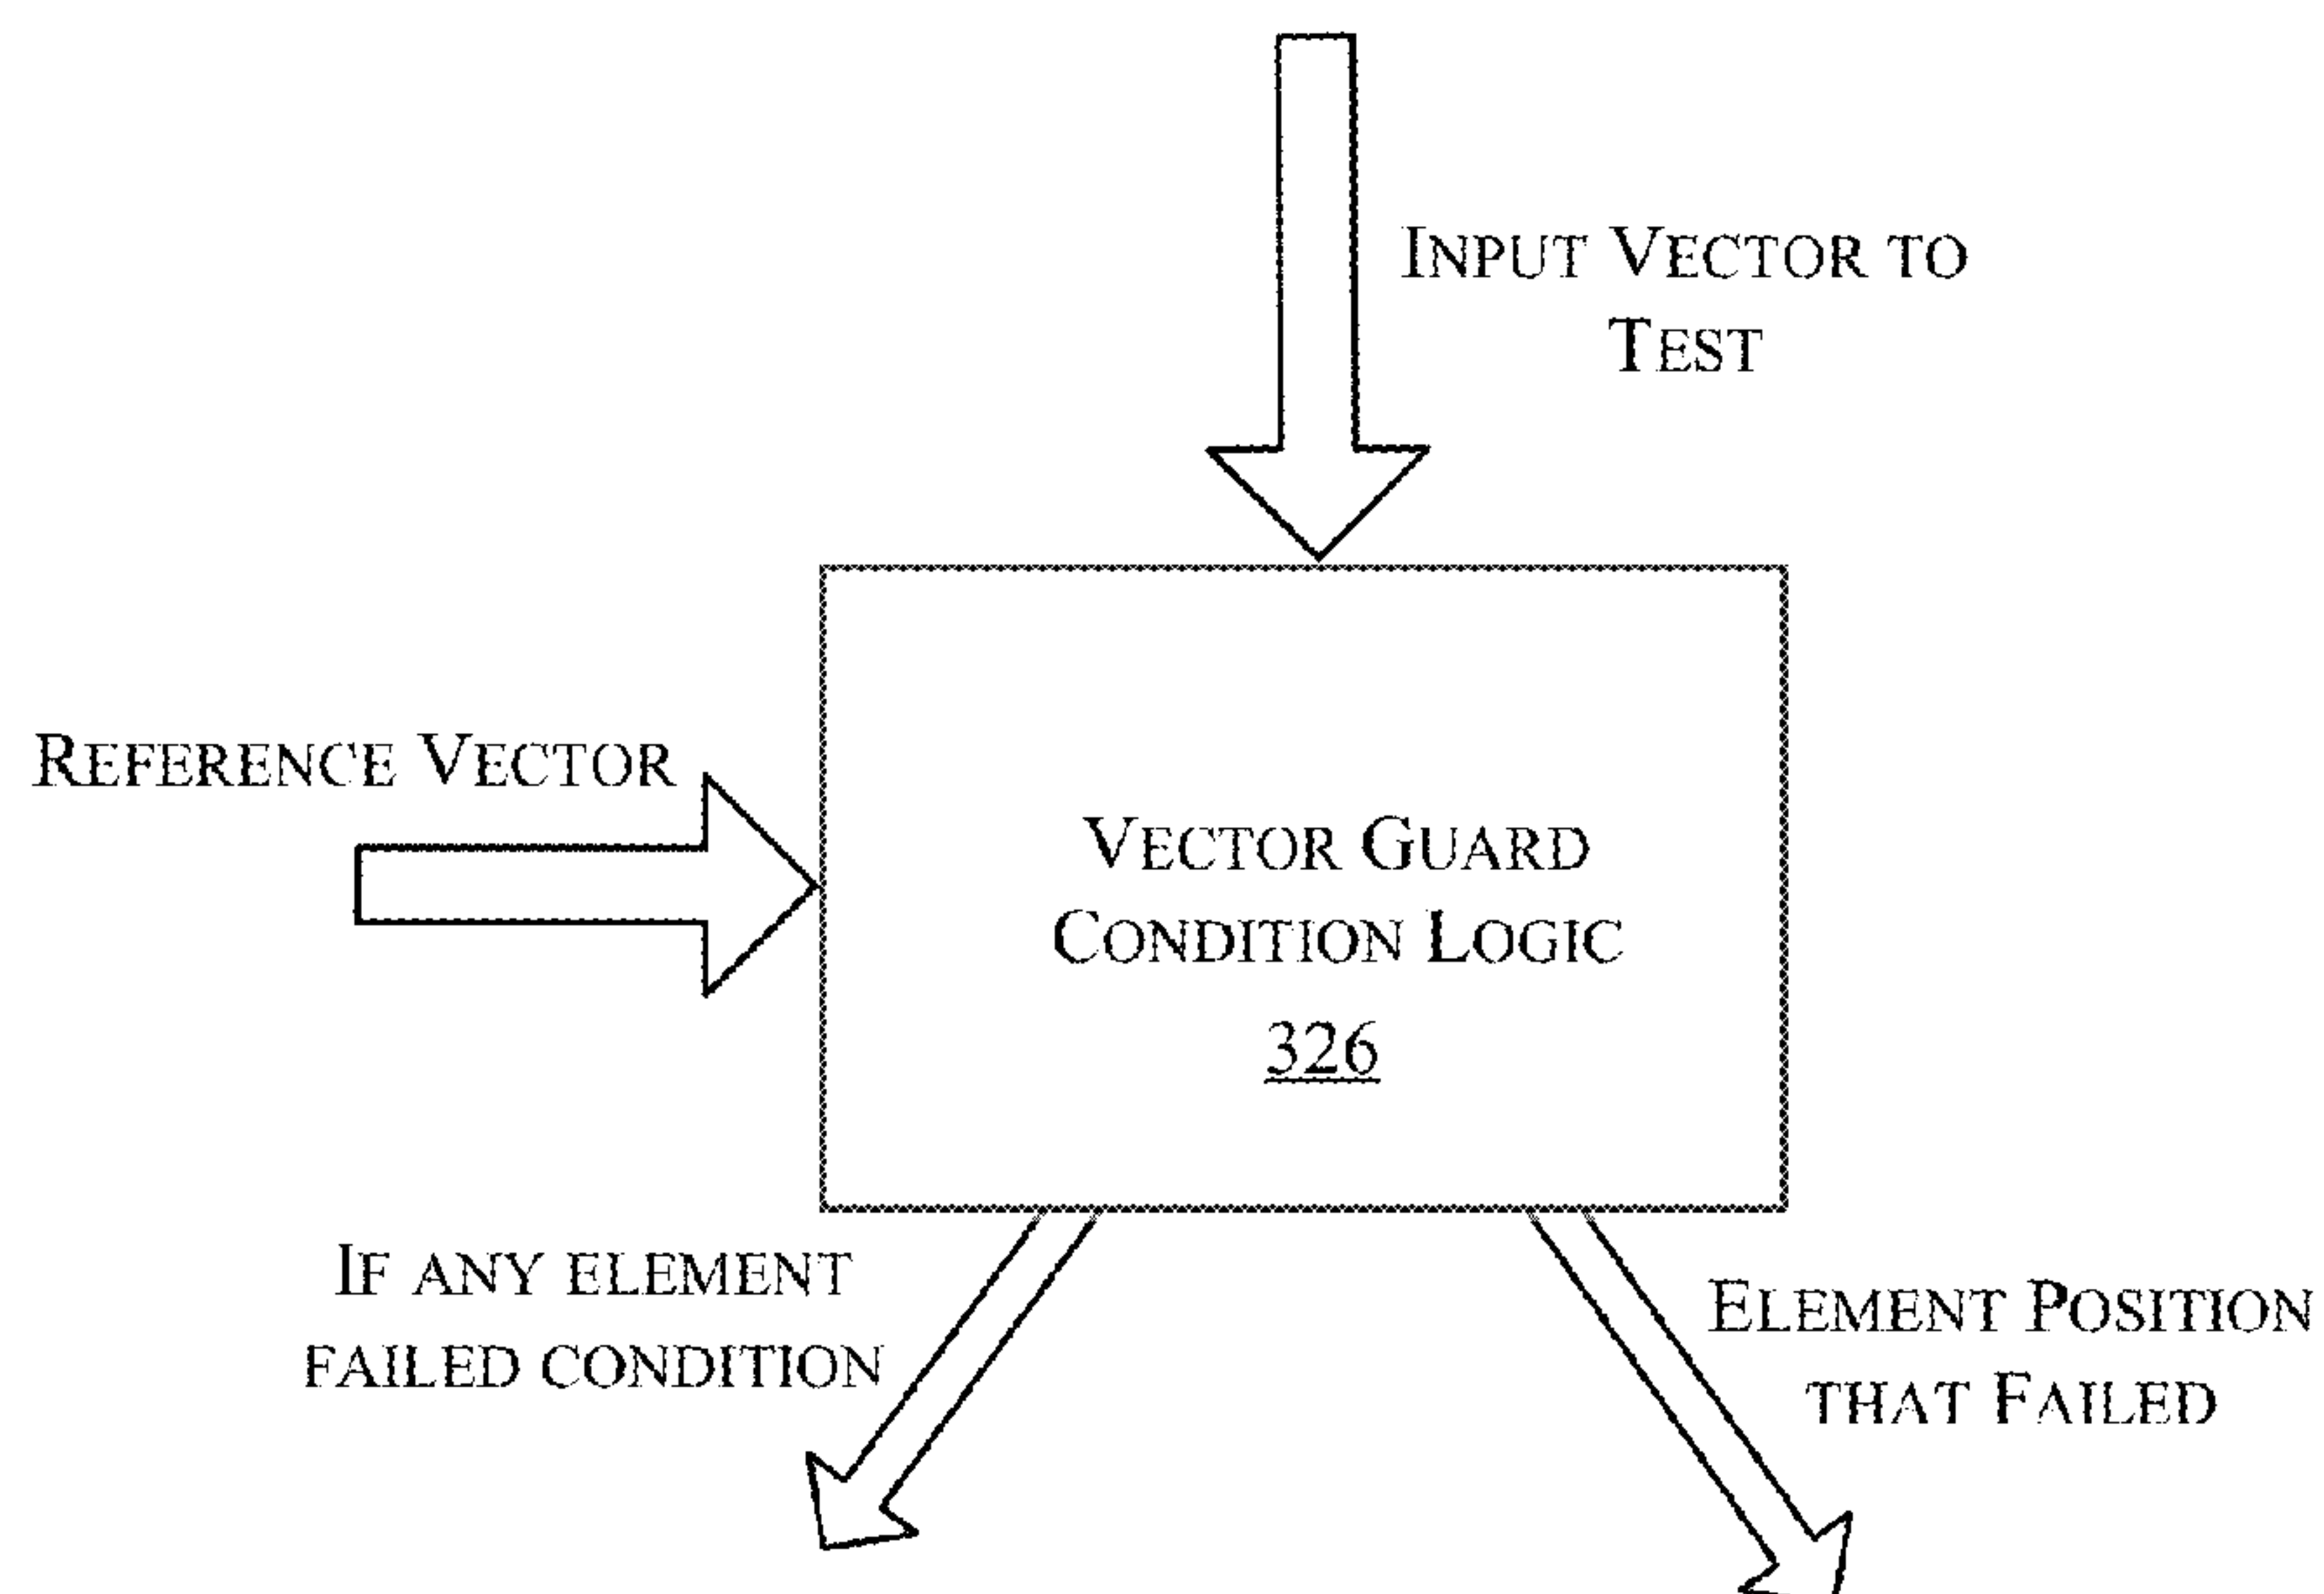 INPUT VECTOR TO
TEST
REFERENCE VECTOR
VECTOR GUARD
CONDITION LOGIC
326
IF ANY ELEMENT
FAILED CONDITION
ELEMENT POSITION
THAT FAILED